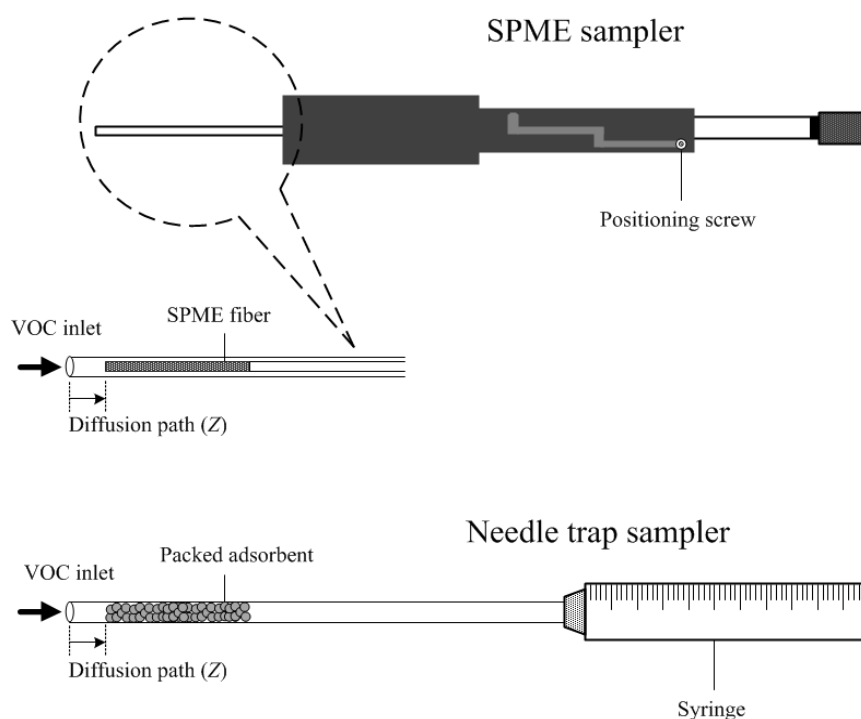 SPME sampler
Positioning screw
SPME fiber
VOC inlet
Diffusion path (Z)
Needle trap sampler
Packed adsorbent
VOC inlet
Diffusion path (Z)
Syringe